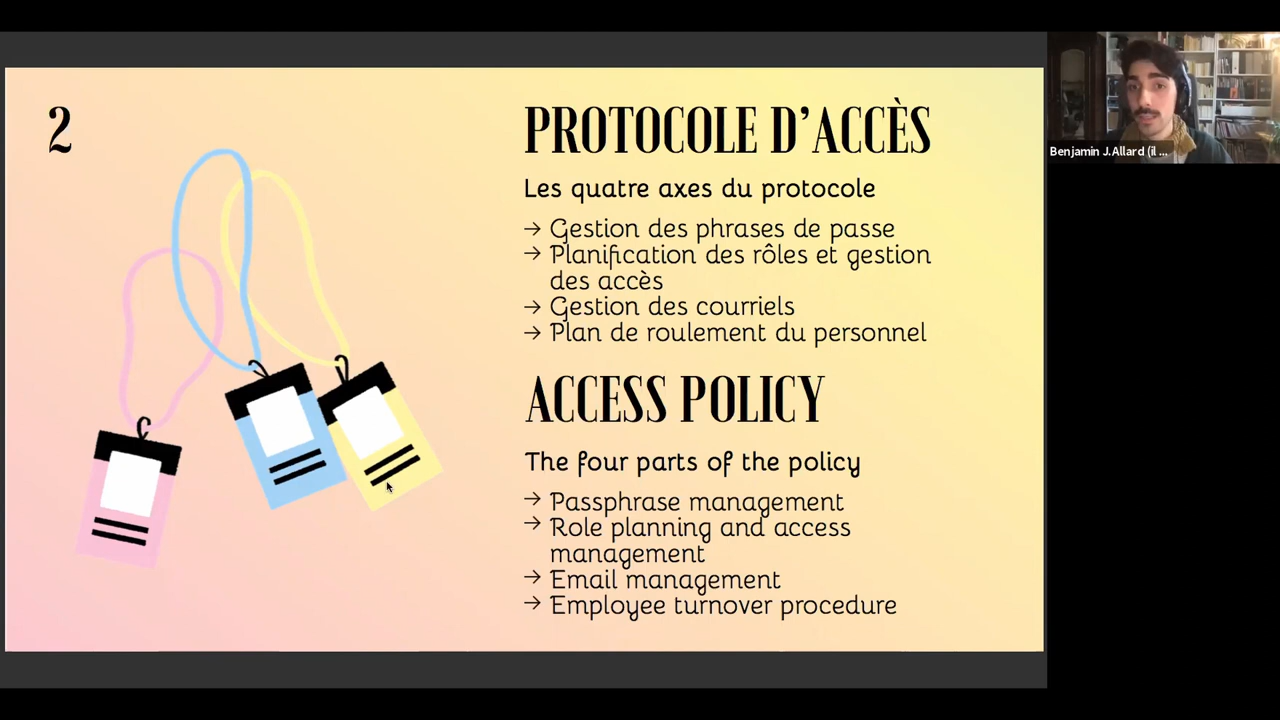 2
PROTOCOLE D'ACCÈS
Les quatre axes du protocole
→ Gestion des phrases de passe
→ Planification des rôles et gestion
des accès
→ Gestion des courriels
→ Plan de roulement du personnel
ACCESS POLICY
The four parts of the policy
→ Passphrase management
→ Role planning and access
management
→ Email management
→ Employee turnover procedure
Benjamin J.Allard (il ...